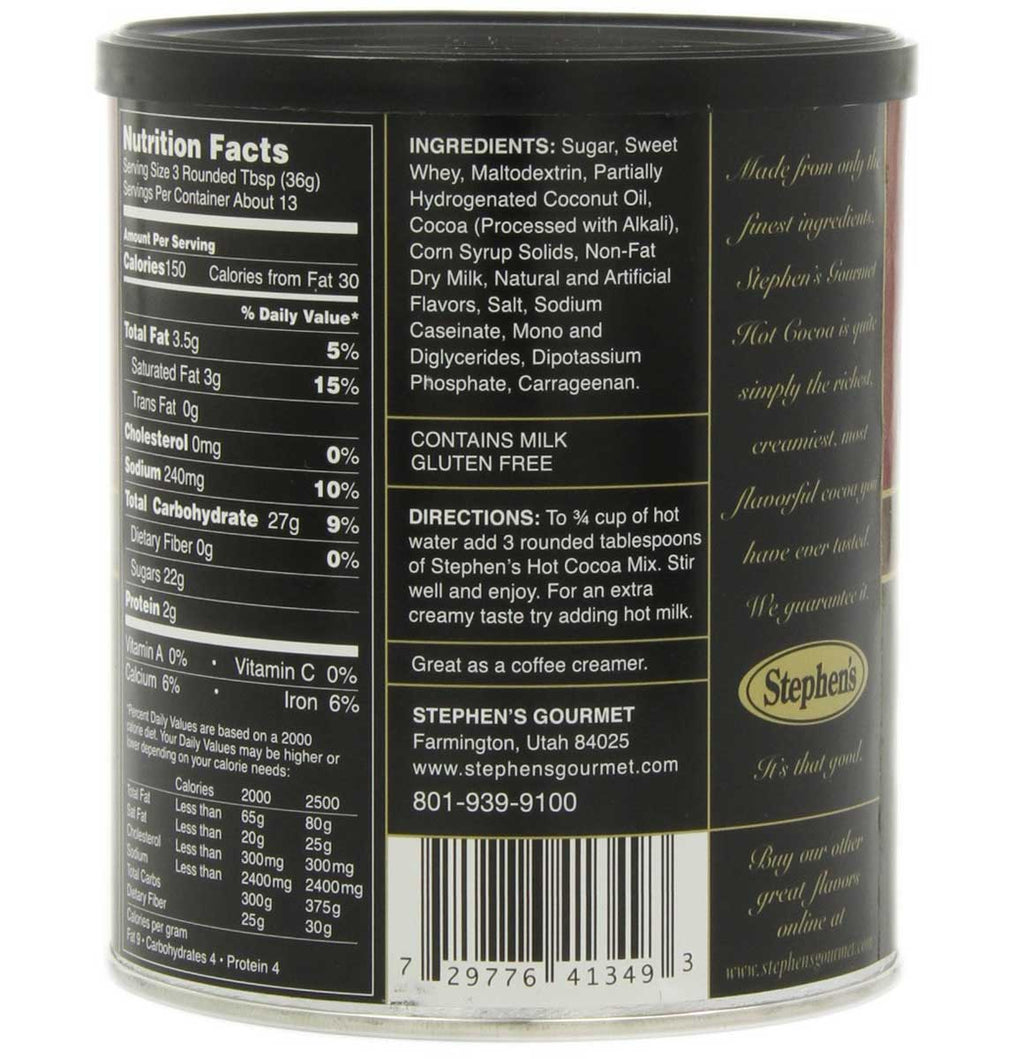 Nutrition Facts
Serving Size 3 Rounded Tbsp (36g)
Servings Per Container About 13
Amount Per Serving
Calories150 Calories from Fat 30
% Daily Value*
Total Fat 3.5g 5%
Saturated Fat 3g 15%
Trans Fat 0g
Cholesterol 0mg 0%
Sodium 240mg 10%
Total Carbohydrate 27g 9%
Dietary Fiber 0g 0%
Sugars 22g
Protein 2g
Vitamin A 0% • Vitamin C 0%
Calcium 6% • Iron 6%
*Percent Daily Values are based on a 2000
calorie diet. Your Daily Values may be higher or
lower depending on your calorie needs:
Calories 2000 2500
Total Fat Less than 65g 80g
Sat Fat Less than 20g 25g
Cholesterol Less than 300mg 300mg
Sodium Less than 2400mg 2400mg
Total Carbs 300g 375g
Dietary Fiber 25g 30g
Calories per gram
Fat 9 • Carbohydrates 4 • Protein 4
INGREDIENTS: Sugar, Sweet
Whey, Maltodextrin, Partially
Hydrogenated Coconut Oil,
Cocoa (Processed with Alkali),
Corn Syrup Solids, Non-Fat
Dry Milk, Natural and Artificial
Flavors, Salt, Sodium
Caseinate, Mono and
Diglycerides, Dipotassium
Phosphate, Carrageenan.
CONTAINS MILK
GLUTEN FREE
DIRECTIONS: To ¾ cup of hot
water add 3 rounded tablespoons
of Stephen's Hot Cocoa Mix. Stir
well and enjoy. For an extra
creamy taste try adding hot milk.
Great as a coffee creamer.
STEPHEN'S GOURMET
Farmington, Utah 84025
www.stephensgourmet.com
801-939-9100
7 29776 41349 3
Made from only the
finest ingredients.
Stephen's Gourmet
Hot Cocoa is quite
simply the richest,
creamiest, most
flavorful cocoa you
have ever tasted.
We guarantee it.
Stephen's
It's that good.
Buy our other
great flavors
online at
www.stephensgourmet.com